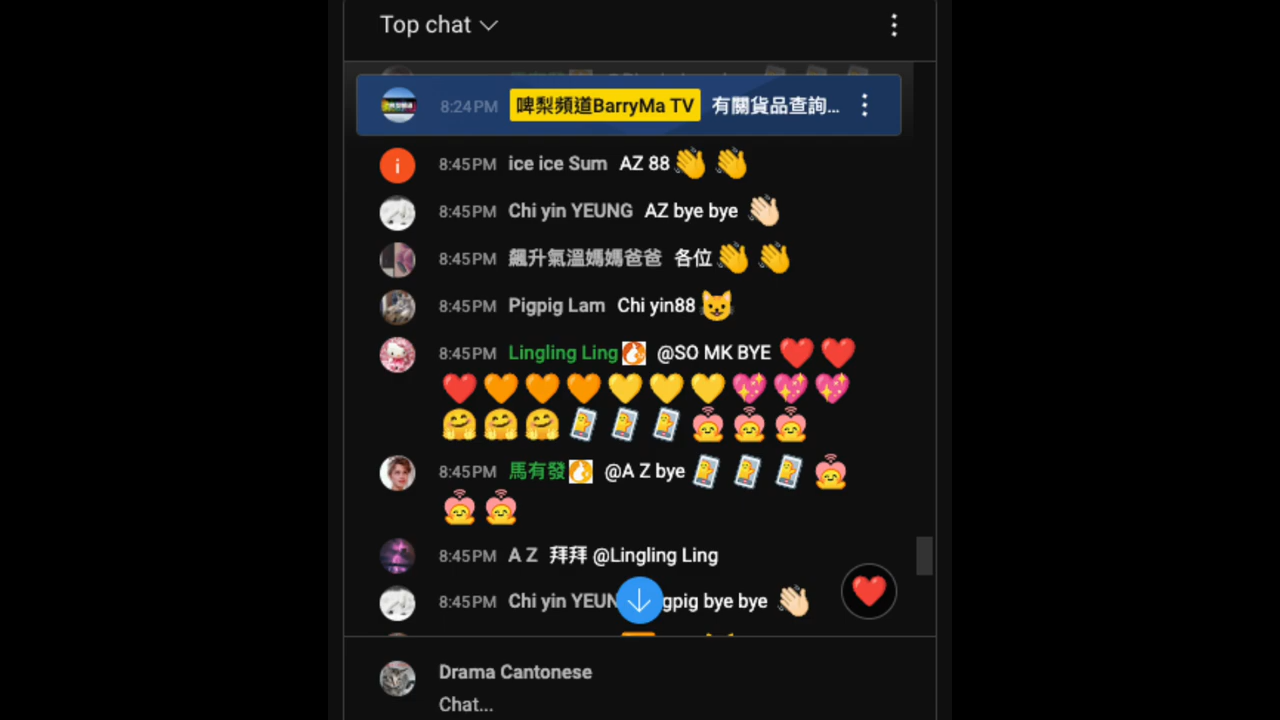 Top chat
8:24PM 啤梨頻道BarryMa TV 有關貨品查詢...
i 8:45PM ice ice Sum AZ 88👋 👋
8:45PM Chi yin YEUNG AZ bye bye 👋🏻
8:45PM 飆升氣溫媽媽爸爸 各位👋 👋
8:45PM Pigpig Lam Chi yin88😺
8:45PM Lingling Ling @SO MK BYE ❤️ ❤️
❤️ 🧡 🧡 🧡 💛 💛 💛 💖 💖 💖
🤗 🤗 🤗
8:45PM 馬有發 @A Z bye
8:45PM A Z 拜拜 @Lingling Ling
8:45PM Chi yin YEUN gpig bye bye 👋🏻
Drama Cantonese
Chat...